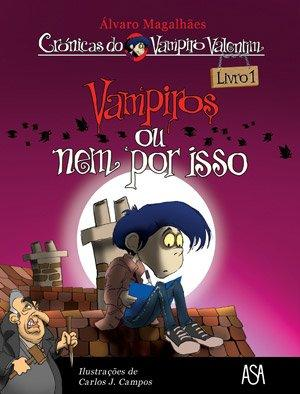 Álvaro Magalhães
Crónicas do Vampiro Valentim
Livro 1
Vampiros
ou
nem por isso
Ilustrações de
Carlos J. Campos
ASA